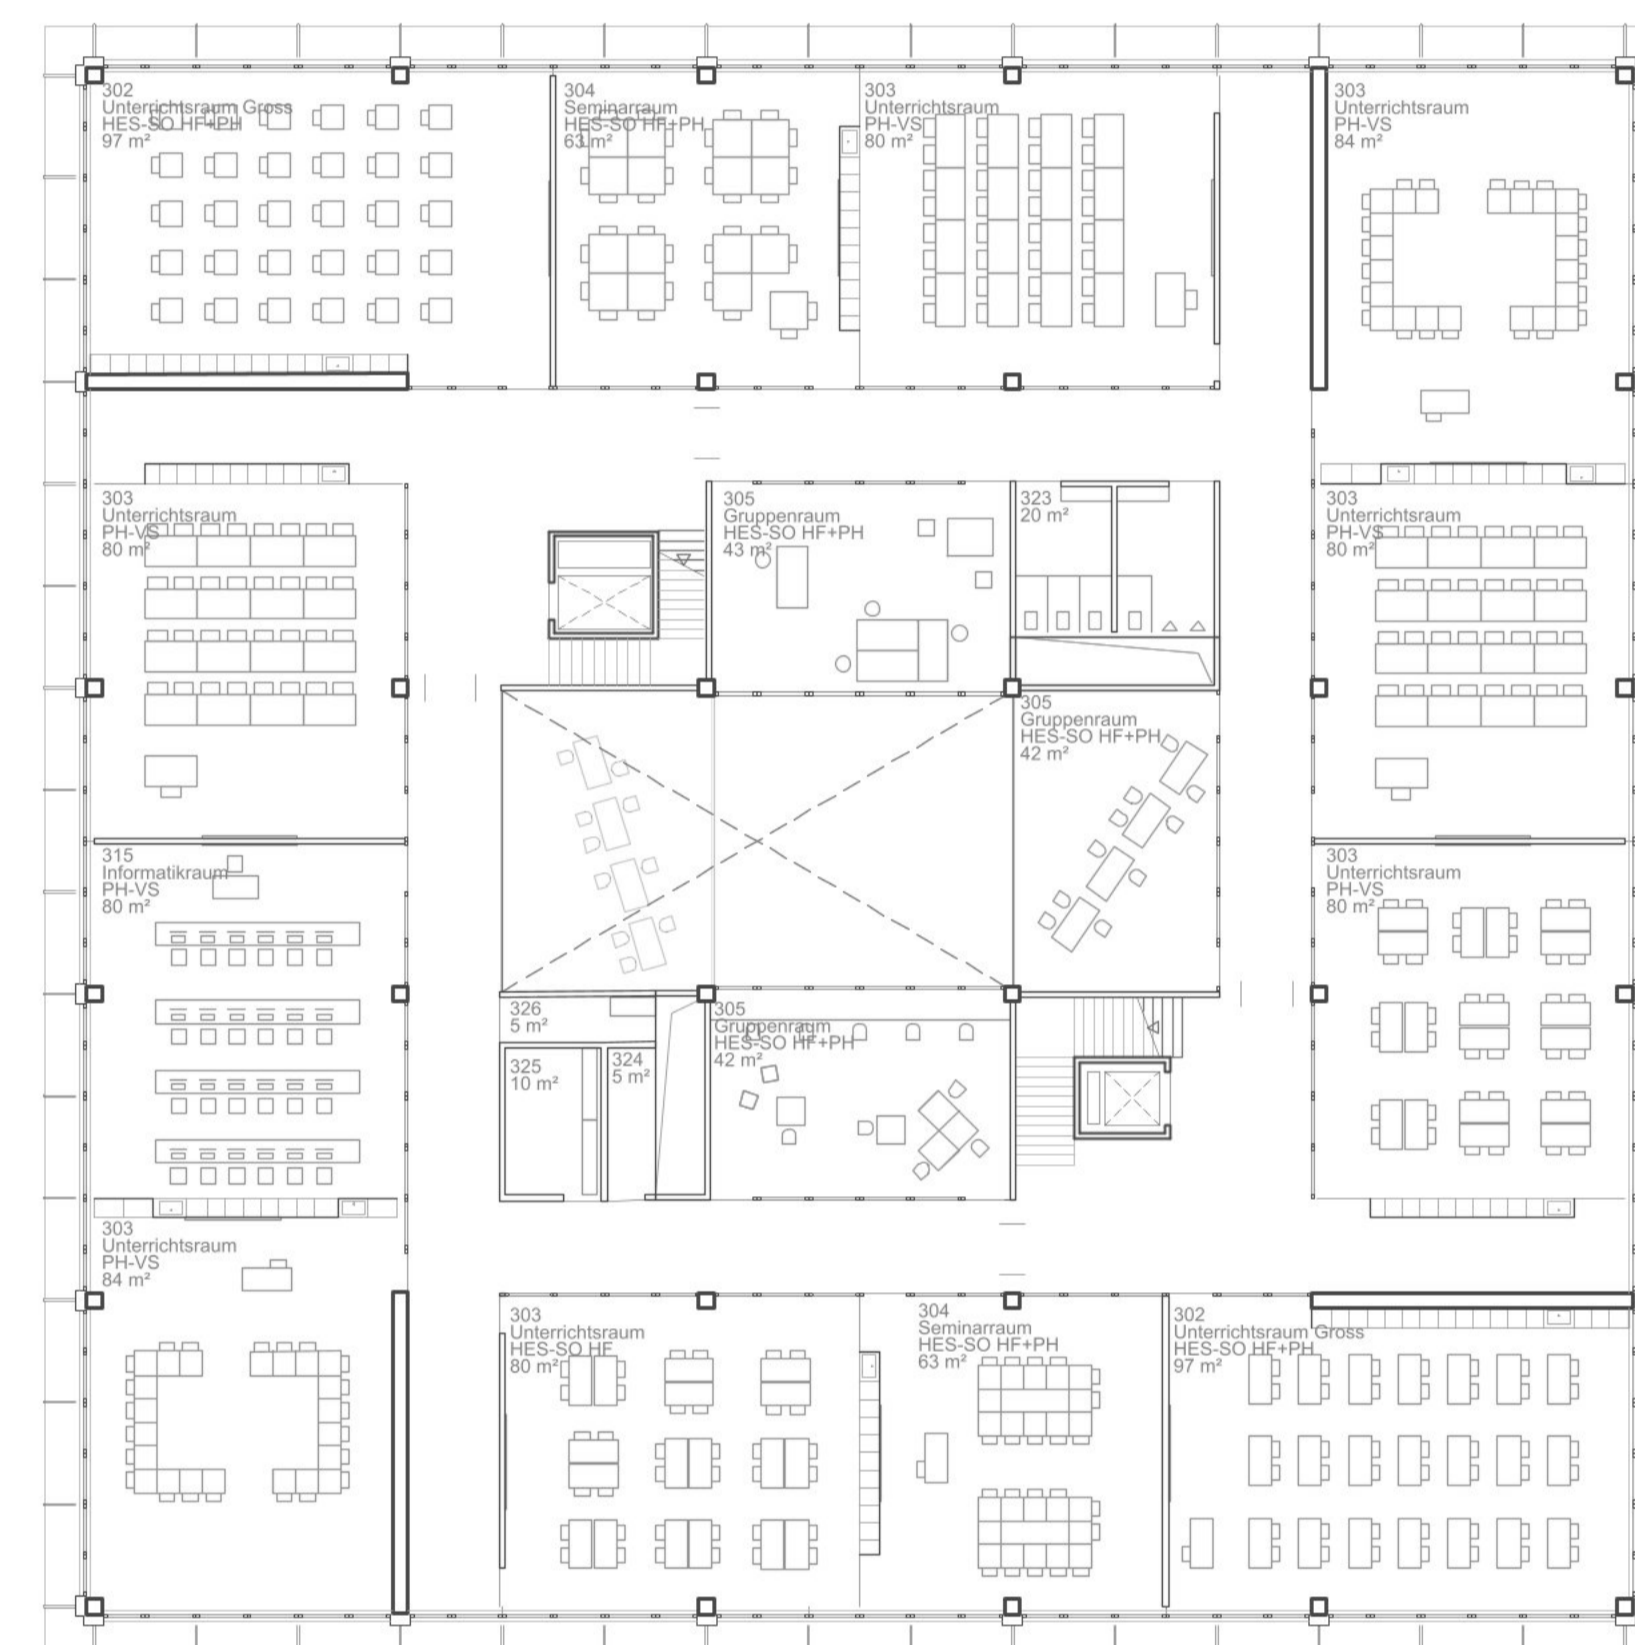 302
Unterrichtsraum Gross
HES-SO HF+PH
97 m²
304
Seminarraum
HES-SO HF+PH
63 m²
303
Unterrichtsraum
PH-VS
80 m²
303
Unterrichtsraum
PH-VS
84 m²
303
Unterrichtsraum
PH-VS
80 m²
305
Gruppenraum
HES-SO HF+PH
43 m²
323
20 m²
303
Unterrichtsraum
PH-VS
80 m²
305
Gruppenraum
HES-SO HF+PH
42 m²
315
Informatikraum
PH-VS
80 m²
303
Unterrichtsraum
PH-VS
80 m²
326
5 m²
305
Gruppenraum
HES-SO HF+PH
42 m²
325
10 m²
324
5 m²
303
Unterrichtsraum
PH-VS
84 m²
303
Unterrichtsraum
HES-SO HF
80 m²
304
Seminarraum
HES-SO HF+PH
63 m²
302
Unterrichtsraum Gross
HES-SO HF+PH
97 m²